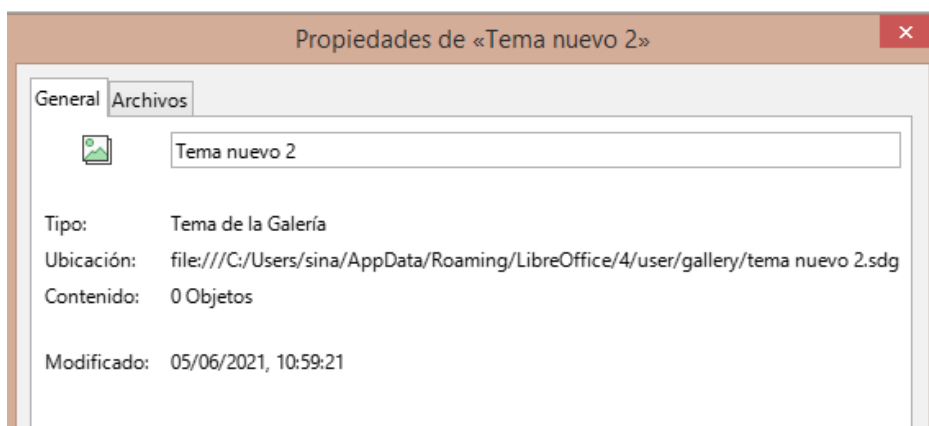 Propiedades de «Tema nuevo 2»
General Archivos
Tema nuevo 2
Tipo: Tema de la Galería
Ubicación: file:///C:/Users/sina/AppData/Roaming/LibreOffice/4/user/gallery/tema nuevo 2.sdg
Contenido: 0 Objetos
Modificado: 05/06/2021, 10:59:21